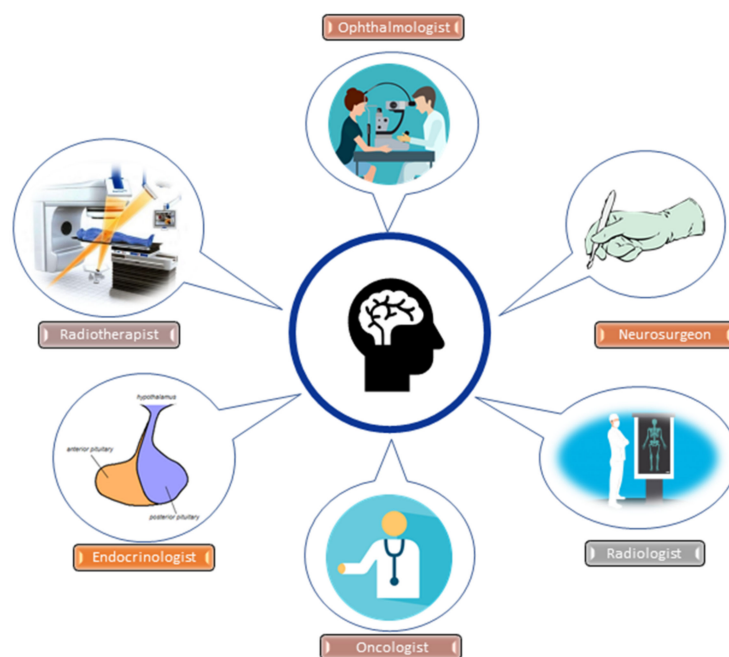 Ophthalmologist
Radiotherapist
Neurosurgeon
hypothalamus
anterior pituitary
posterior pituitary
Endocrinologist
Radiologist
Oncologist